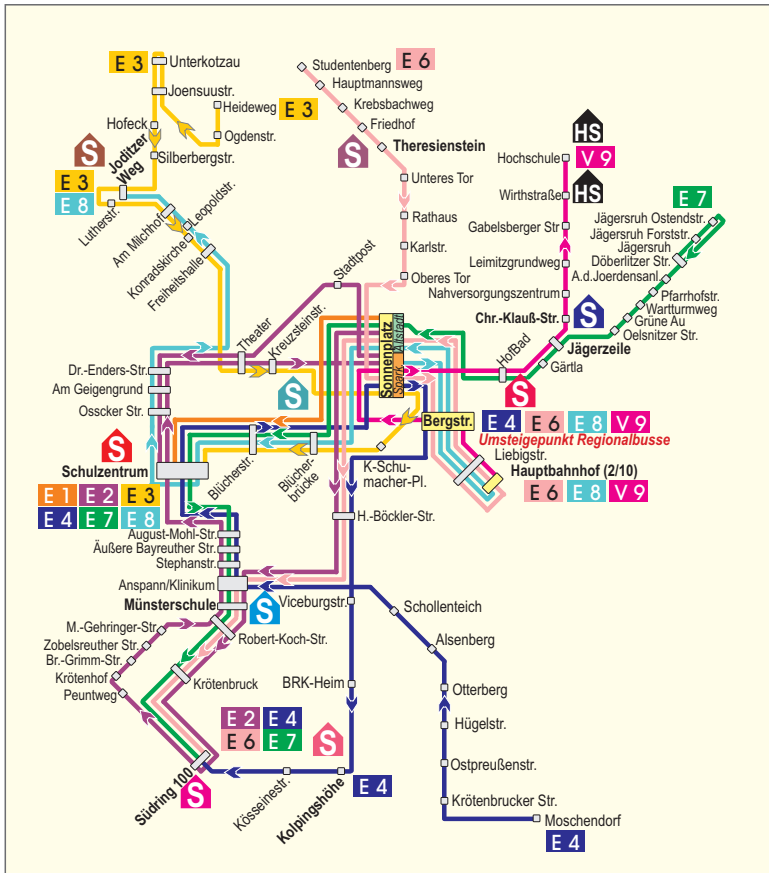 E 3
Unterkotzau
Joensuustr.
Heideweg
E 3
Ogdenstr.
Hofeck
Silberbergstr.
S
Joditzer
Weg
E 3
E 8
Lutherstr.
Am Milchhof
Konradskirche
Leopoldstr.
Freiheitshalle
Studentenberg
E 6
Hauptmannsweg
Krebsbachweg
Friedhof
S
Theresienstein
Unteres Tor
Rathaus
Karlstr.
Oberes Tor
HS
Hochschule
V 9
HS
Wirthstraße
Gabelsberger Str
Leimitzgrundweg
Nahversorgungszentrum
Chr.-Klauß-Str.
S
E 7
Jägersruh Ostendstr.
Jägersruh Forststr.
Jägersruh
Döberlitzer Str.
A.d.Joerdensanl.
Pfarrhofstr.
Wartturmweg
Grüne Au
Oelsnitzer Str.
Jägerzeile
Gärtla
HofBad
S
Stadtpost
Theater
Kreuzsteinstr.
S
Sonnenplatz
Altstadt
Spark.
Dr.-Enders-Str.
Am Geigengrund
Osscker Str.
S
Schulzentrum
E 1 E 2 E 3
E 4 E 7 E 8
Blücherstr.
Blücher-
brücke
K-Schu-
macher-Pl.
Bergstr.
E 4 E 6 E 8 V 9
Umsteigepunkt Regionalbusse
Liebigstr.
Hauptbahnhof (2/10)
E 6 E 8 V 9
H.-Böckler-Str.
August-Mohl-Str.
Äußere Bayreuther Str.
Stephanstr.
Anspann/Klinikum
Münsterschule
S
Viceburgstr.
Schollenteich
Alsenberg
M.-Gehringer-Str.
Zobelsreuther Str.
Br.-Grimm-Str.
Krötenhof
Peuntweg
Robert-Koch-Str.
Krötenbruck
BRK-Heim
Otterberg
Hügelstr.
Ostpreußenstr.
Krötenbrucker Str.
Moschendorf
E 4
E 2 E 4
E 6 E 7
S
Südring 100
S
Kösseinestr.
Kolpingshöhe
E 4